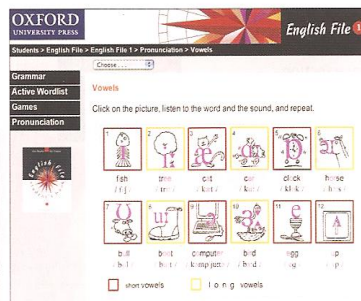 OXFORD
UNIVERSITY PRESS
English File 1
Students > English File > English File 1 > Pronunciation > Vowels
Choose . . .
Grammar
Active Wordlist
Games
Pronunciation
Vowels
Click on the picture, listen to the word and the sound, and repeat.
English File
1 2 3 4 5 6
fish tree cat car clock horse
7 8 9 10 11 12
bull boot computer bird egg up
short vowels long vowels